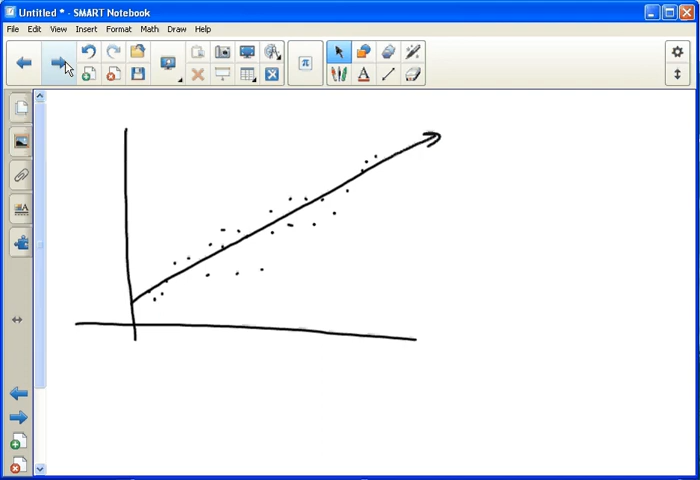 Untitled * - SMART Notebook
File Edit View Insert Format Math Draw Help
π
A